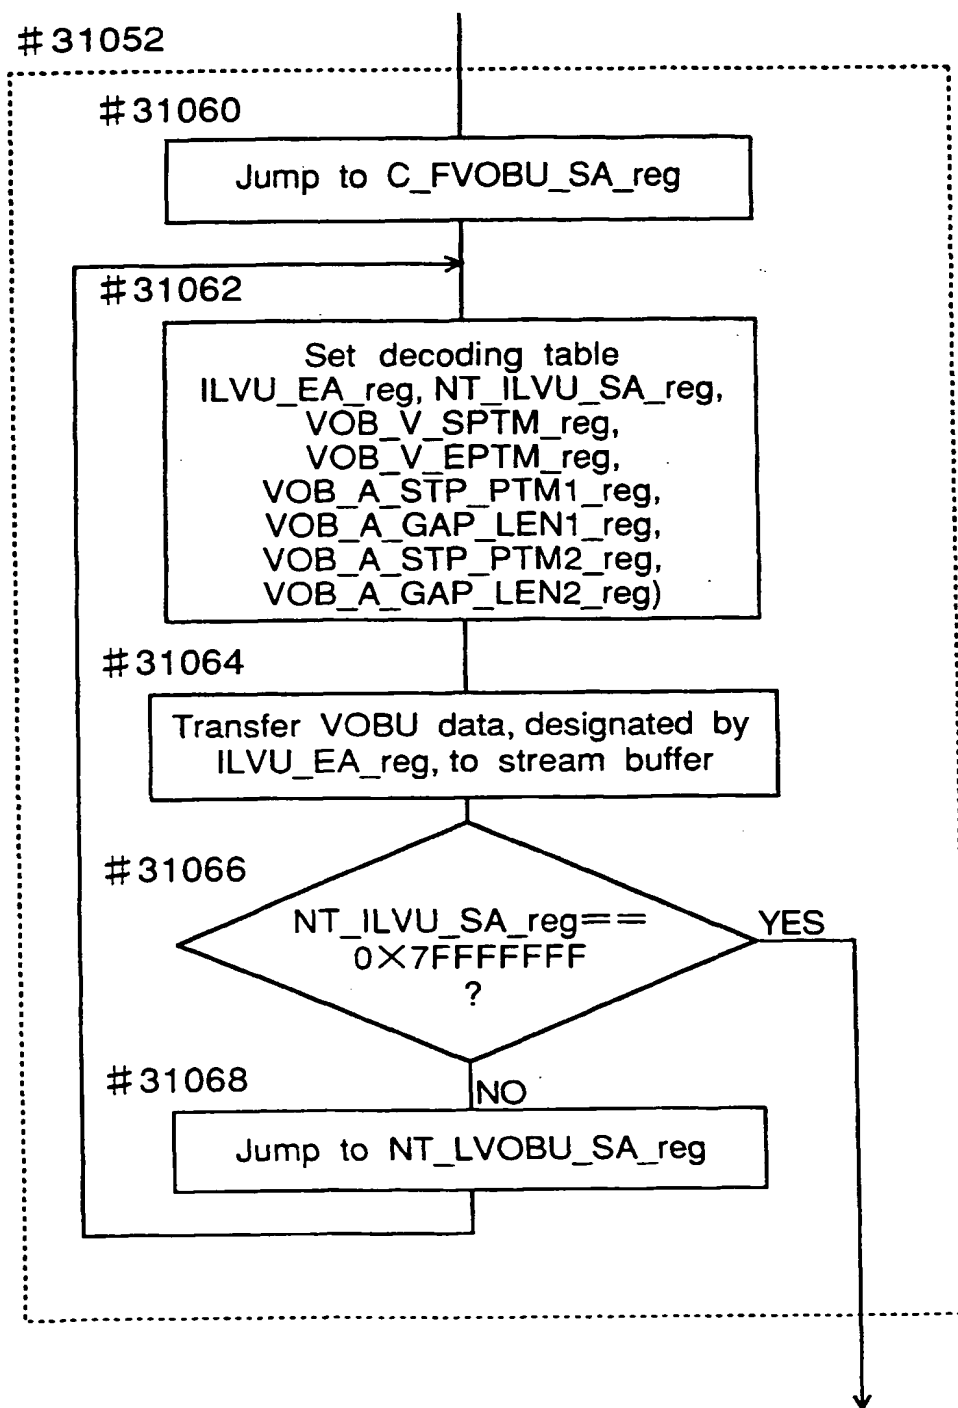 #31052
#31060
Jump to C_FVOBU_SA_reg
#31062
Set decoding table
ILVU_EA_reg, NT_ILVU_SA_reg,
VOB_V_SPTM_reg,
VOB_V_EPTM_reg,
VOB_A_STP_PTM1_reg,
VOB_A_GAP_LEN1_reg,
VOB_A_STP_PTM2_reg,
VOB_A_GAP_LEN2_reg)
#31064
Transfer VOBU data, designated by
ILVU_EA_reg, to stream buffer
#31066
NT_ILVU_SA_reg==
0×7FFFFFFF
?
YES
#31068
NO
Jump to NT_LVOBU_SA_reg